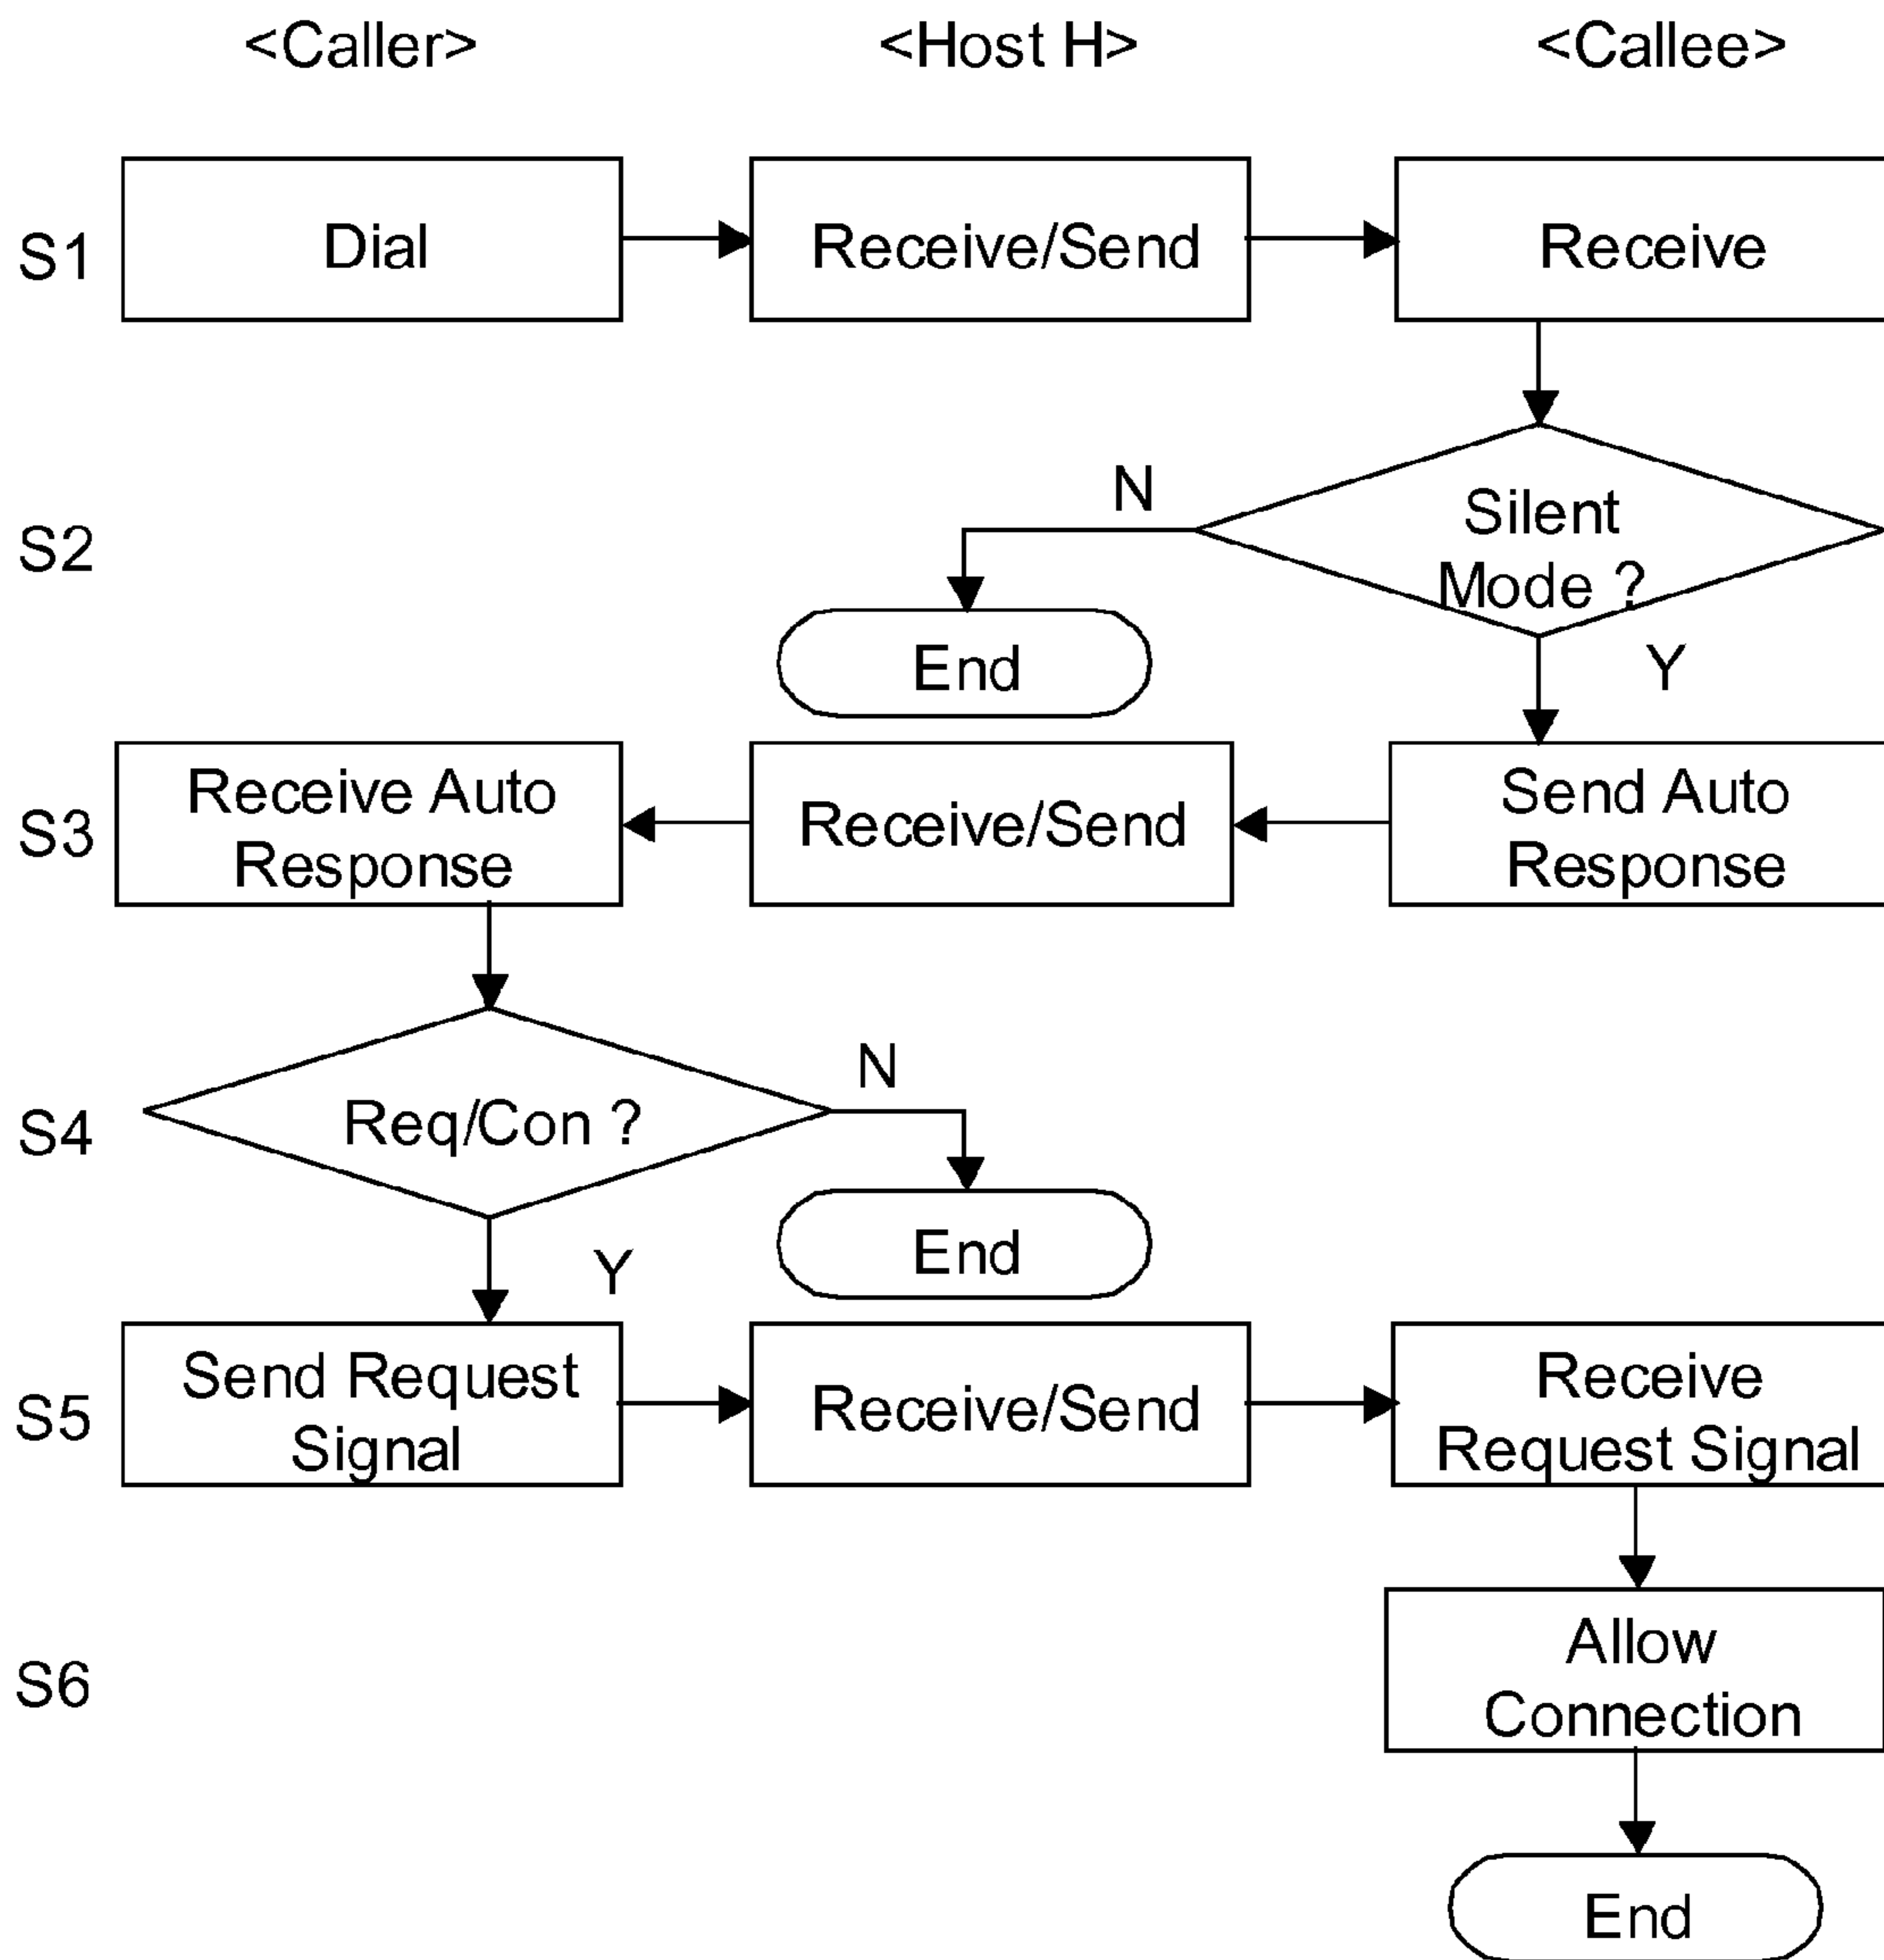 <Caller> <Host H> <Callee>
S1 Dial Receive/Send Receive
N
Silent
Mode ?
S2
End
Y
S3
Receive Auto
Response
Receive/Send
Send Auto
Response
S4
Req/Con ?
N
End
Y
S5
Send Request
Signal
Receive/Send
Receive
Request Signal
S6
Allow
Connection
End